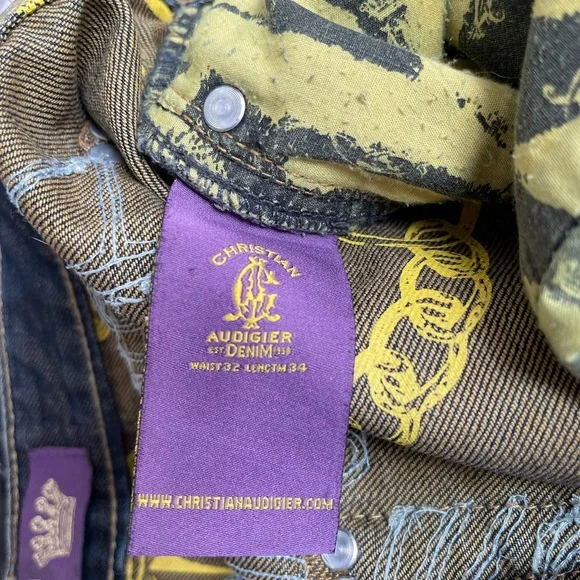 CHRISTIAN
AUDIGIER
EST. DENIM 1958
WAIST 32 LENGTH 34
WWW.CHRISTIANAUDIGIER.COM